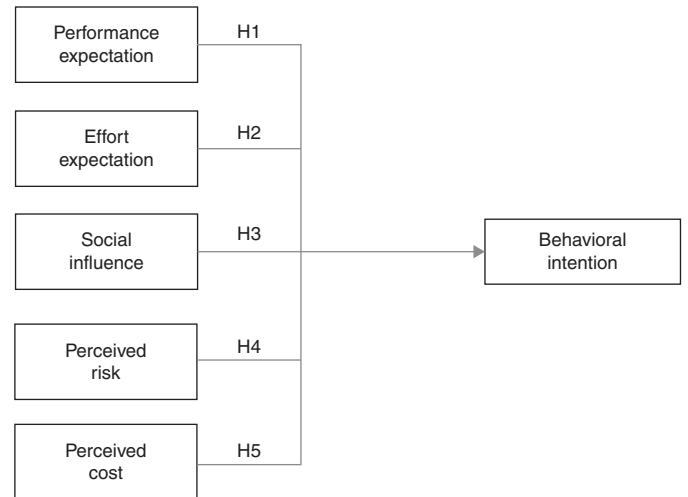 Performance
expectation
H1
Effort
expectation
H2
Social
influence
H3
Behavioral
intention
Perceived
risk
H4
Perceived
cost
H5